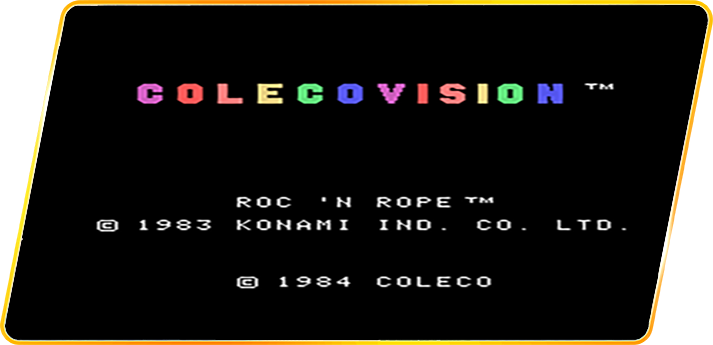 COLECOVISION™
ROC 'N ROPE™
© 1983 KONAMI IND. CO. LTD.
© 1984 COLECO